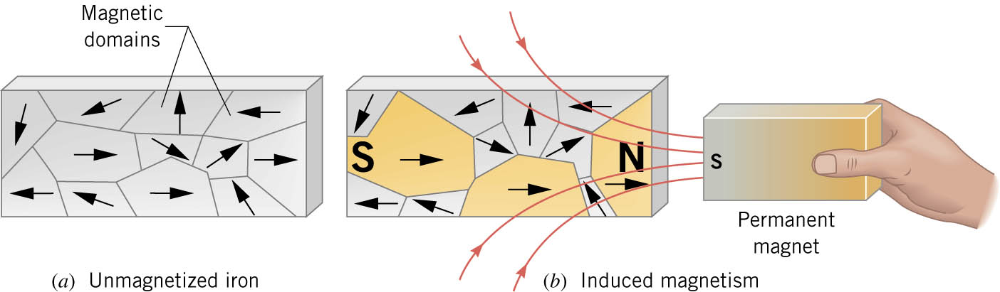 Magnetic
domains
S
N
S
Permanent
magnet
(a) Unmagnetized iron
(b) Induced magnetism